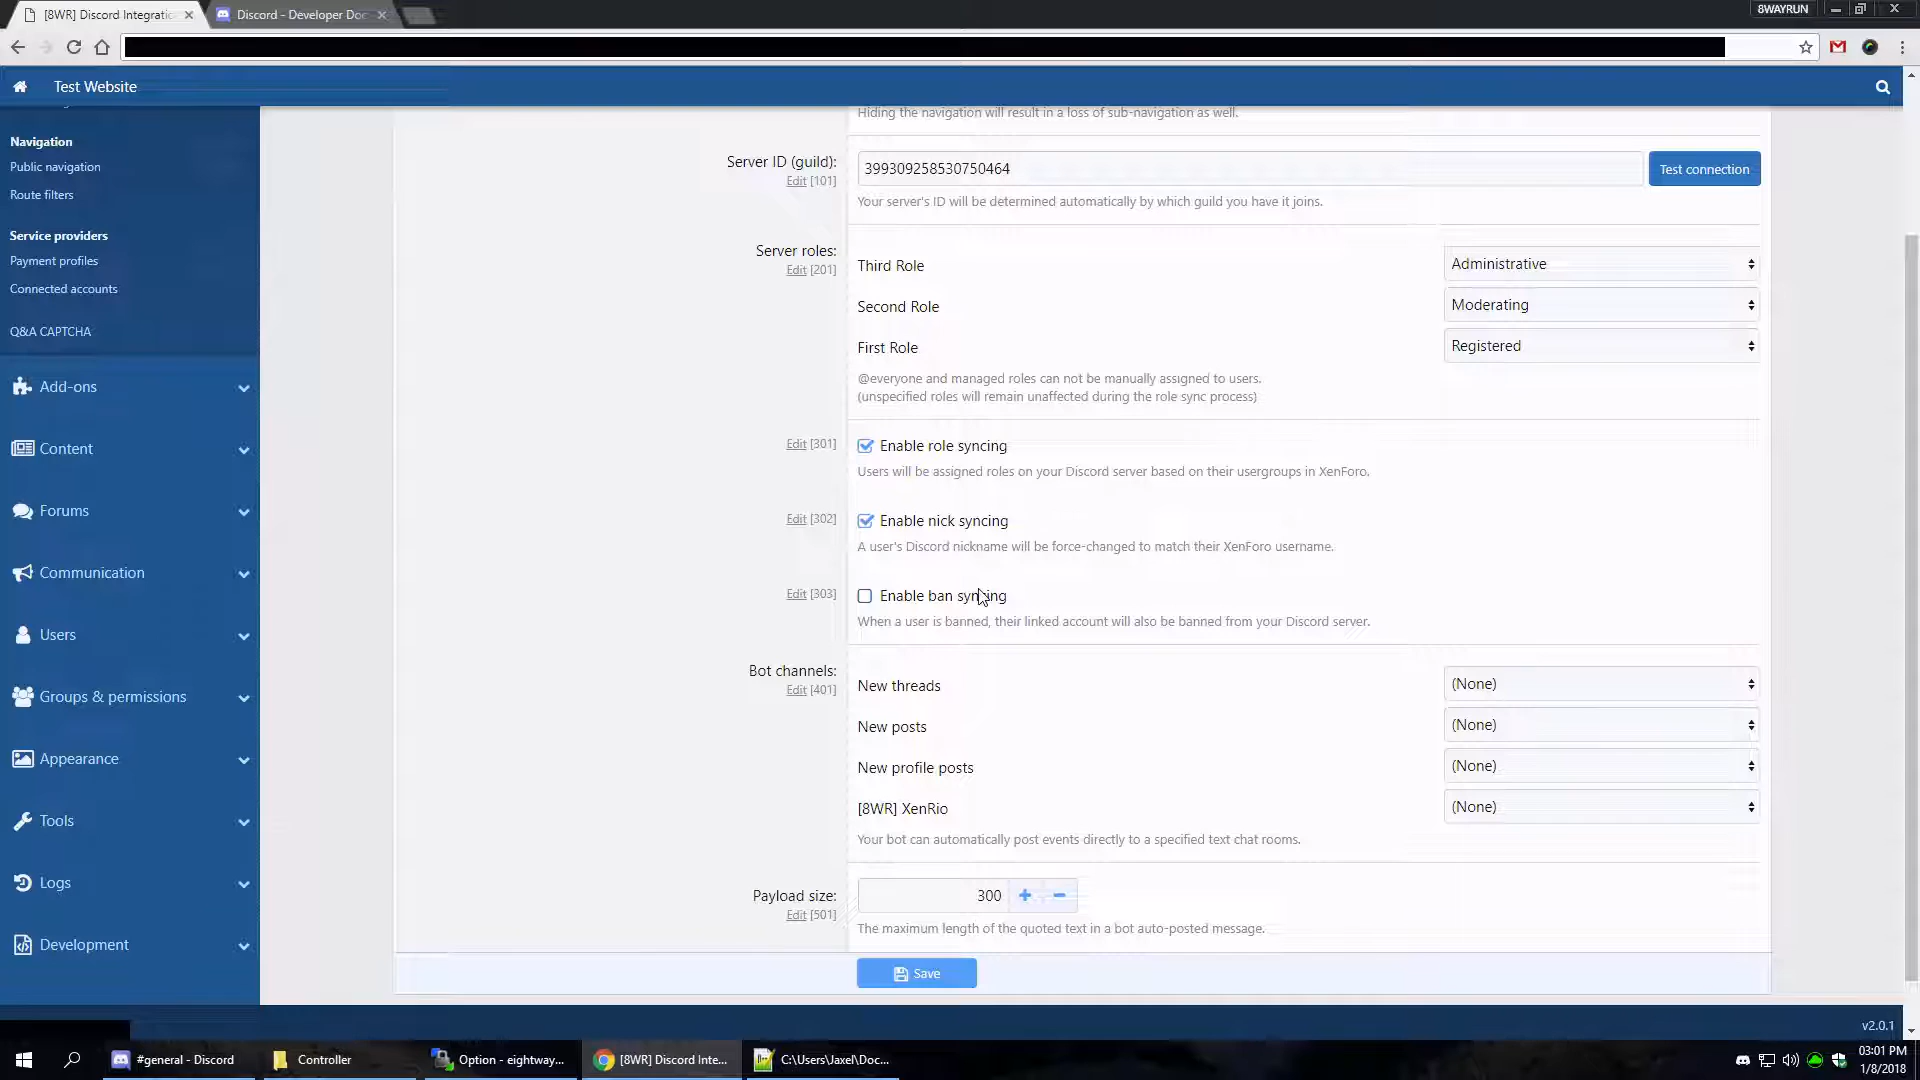 [8WR] Discord Integratio
Discord - Developer Doc
8WAYRUN
Test Website
Hiding the navigation will result in a loss of sub-navigation as well.
Navigation
Public navigation
Route filters
Service providers
Payment profiles
Connected accounts
Q&A CAPTCHA
Add-ons
Content
Forums
Communication
Users
Groups & permissions
Appearance
Tools
Logs
Development
Server ID (guild):
Edit [101]
399309258530750464
Test connection
Your server's ID will be determined automatically by which guild you have it joins.
Server roles:
Edit [201]
Third Role
Administrative
Second Role
Moderating
First Role
Registered
@everyone and managed roles can not be manually assigned to users.
(unspecified roles will remain unaffected during the role sync process)
Edit [301]
Enable role syncing
Users will be assigned roles on your Discord server based on their usergroups in XenForo.
Edit [302]
Enable nick syncing
A user's Discord nickname will be force-changed to match their XenForo username.
Edit [303]
Enable ban syncing
When a user is banned, their linked account will also be banned from your Discord server.
Bot channels:
Edit [401]
New threads
(None)
New posts
(None)
New profile posts
(None)
[8WR] XenRio
(None)
Your bot can automatically post events directly to a specified text chat rooms.
Payload size:
Edit [501]
300
The maximum length of the quoted text in a bot auto-posted message.
Save
v2.0.1
#general - Discord
Controller
Option - eightway...
[8WR] Discord Inte...
C:\Users\Jaxel\Doc...
03:01 PM
1/8/2018